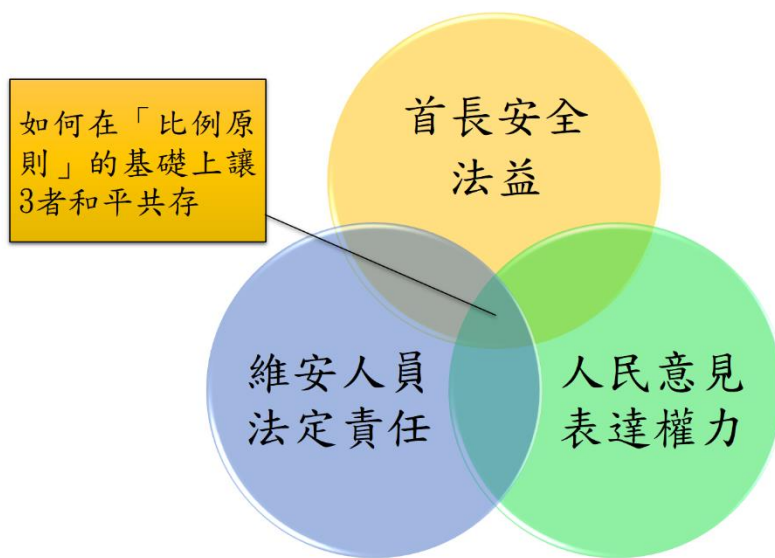 如何在「比例原
則」的基礎上讓
3者和平共存
首長安全
法益
維安人員
法定責任
人民意見
表達權力